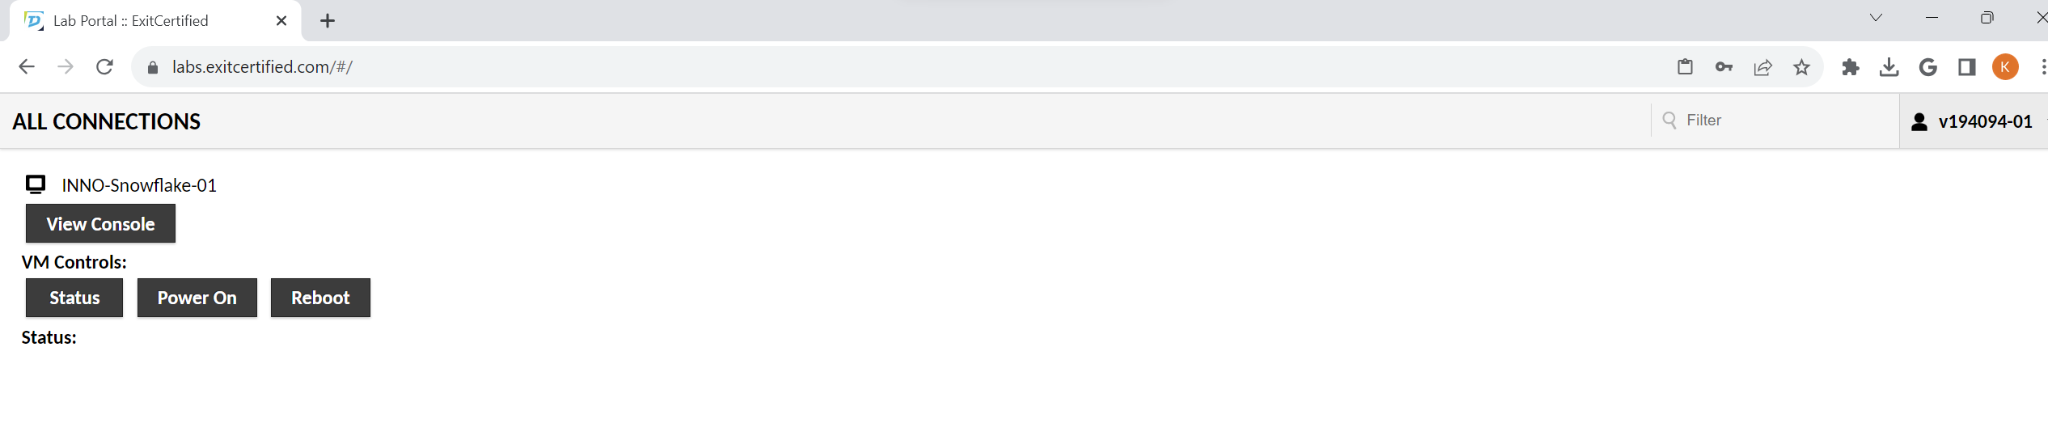 Lab Portal :: ExitCertified
labs.exitcertified.com/#/
K
ALL CONNECTIONS
Filter
v194094-01
INNO-Snowflake-01
View Console
VM Controls:
Status Power On Reboot
Status: